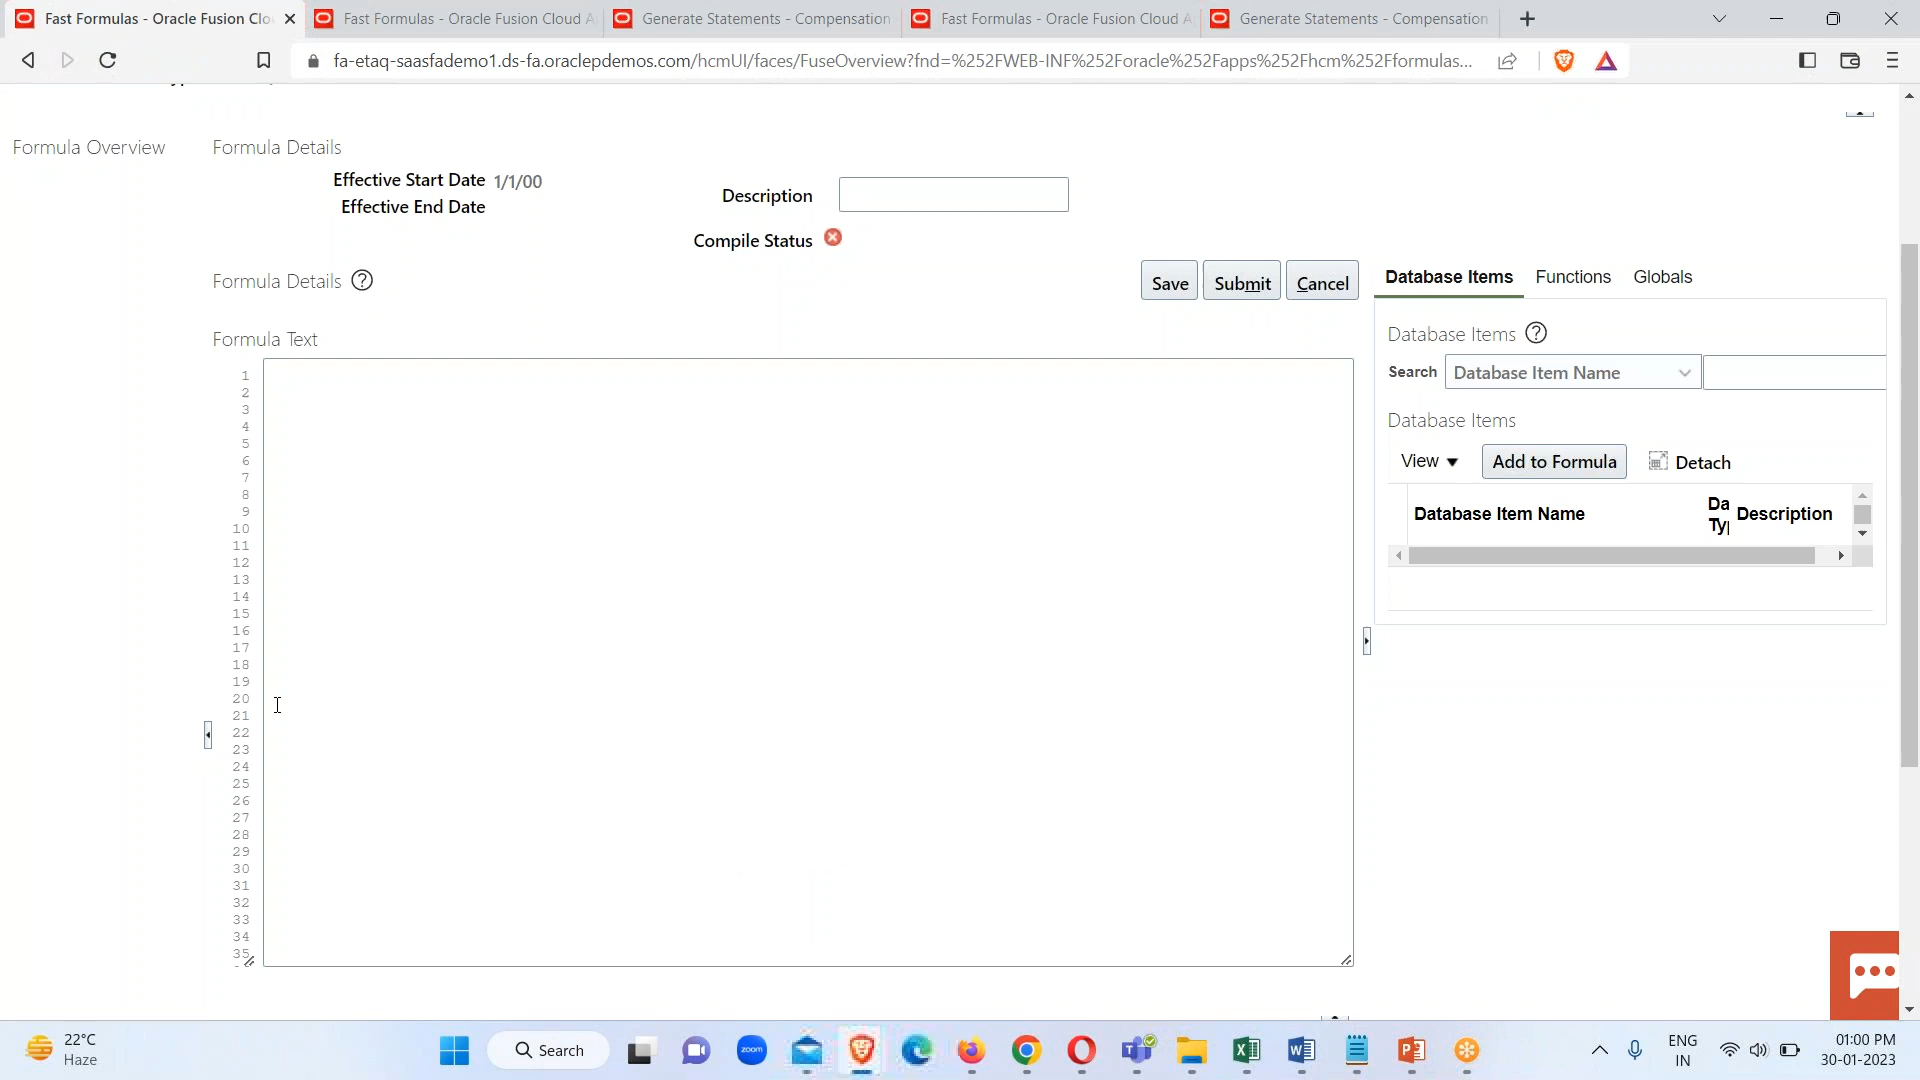 Fast Formulas - Oracle Fusion Clo
Fast Formulas - Oracle Fusion Cloud A
Generate Statements - Compensation
Fast Formulas - Oracle Fusion Cloud A
Generate Statements - Compensation
fa-etaq-saasfademo1.ds-fa.oraclepdemos.com/hcmUI/faces/FuseOverview?fnd=%252FWEB-INF%252Foracle%252Fapps%252Fhcm%252Fformulas...
Formula Overview
Formula Details
Effective Start Date 1/1/00
Effective End Date
Description
Compile Status
Formula Details ?
Save Submit Cancel
Database Items Functions Globals
Database Items ?
Search Database Item Name
Database Items
View Add to Formula Detach
Database Item Name
Da
Ty
Description
Formula Text
1
2
3
4
5
6
7
8
9
10
11
12
13
14
15
16
17
18
19
20
21
22
23
24
25
26
27
28
29
30
31
32
33
34
35
22°C
Haze
Search
zoom
ENG
IN
01:00 PM
30-01-2023